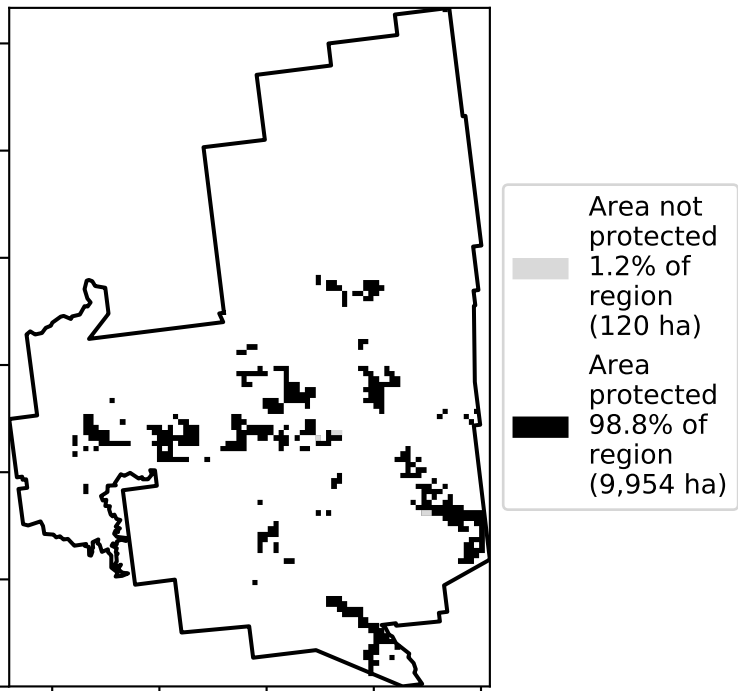 Area not
protected
1.2% of
region
(120 ha)
Area
protected
98.8% of
region
(9,954 ha)